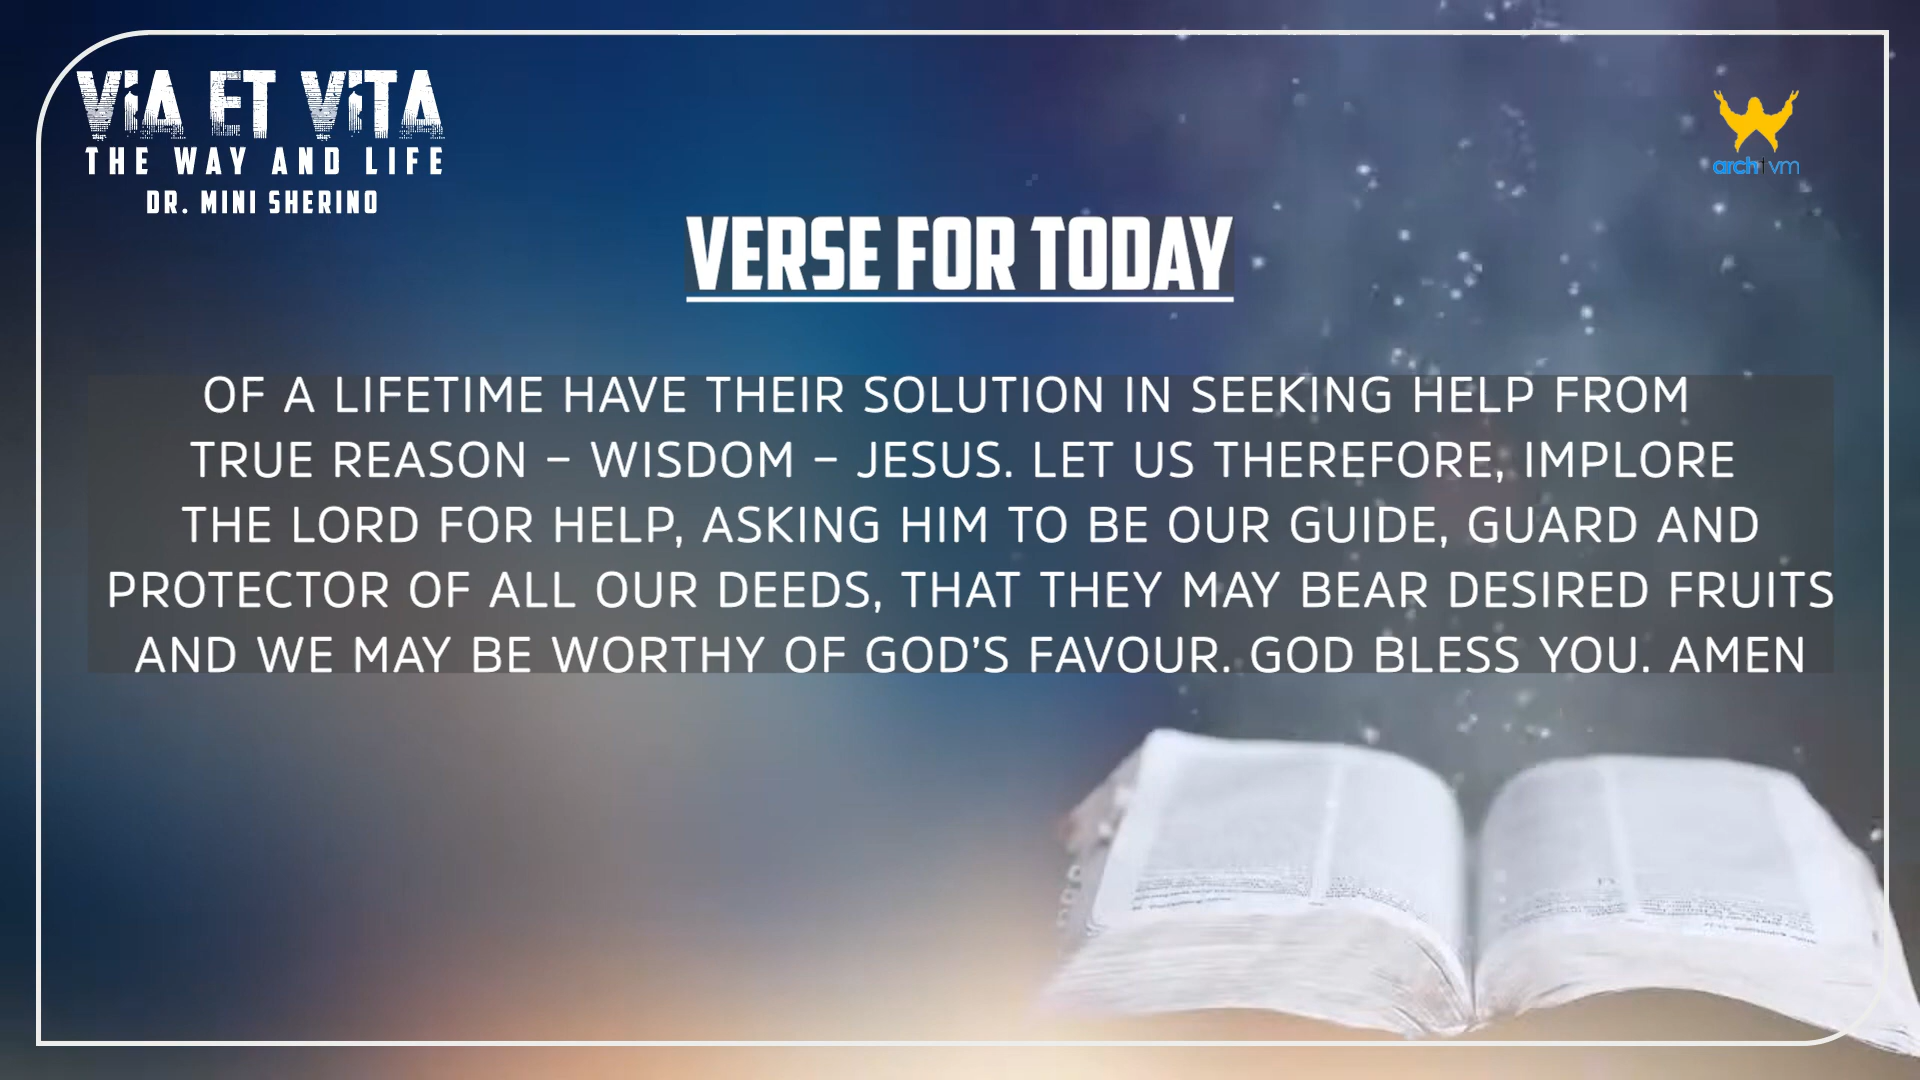 VIA ET VITA
THE WAY AND LIFE
DR. MINI SHERINO
arch tvm
VERSE FOR TODAY
OF A LIFETIME HAVE THEIR SOLUTION IN SEEKING HELP FROM
TRUE REASON – WISDOM – JESUS. LET US THEREFORE, IMPLORE
THE LORD FOR HELP, ASKING HIM TO BE OUR GUIDE, GUARD AND
PROTECTOR OF ALL OUR DEEDS, THAT THEY MAY BEAR DESIRED FRUITS
AND WE MAY BE WORTHY OF GOD'S FAVOUR. GOD BLESS YOU. AMEN